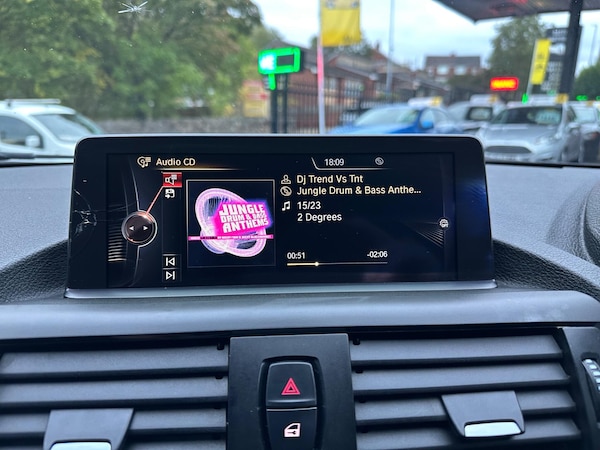 Audio CD
18:09
Dj Trend Vs Tnt
Jungle Drum & Bass Anthe...
15/23
2 Degrees
JUNGLE
DRUM & BASS
ANTHEMS
00:51
-02:06